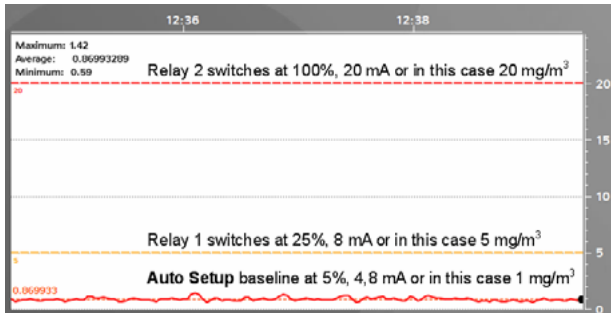 12:36 12:38
Maximum: 1.42
Average: 0.86993289
Minimum: 0.59
Relay 2 switches at 100%, 20 mA or in this case 20 mg/m³
20
20
15
10
Relay 1 switches at 25%, 8 mA or in this case 5 mg/m³
5
5
Auto Setup baseline at 5%, 4,8 mA or in this case 1 mg/m³
0.869933
0